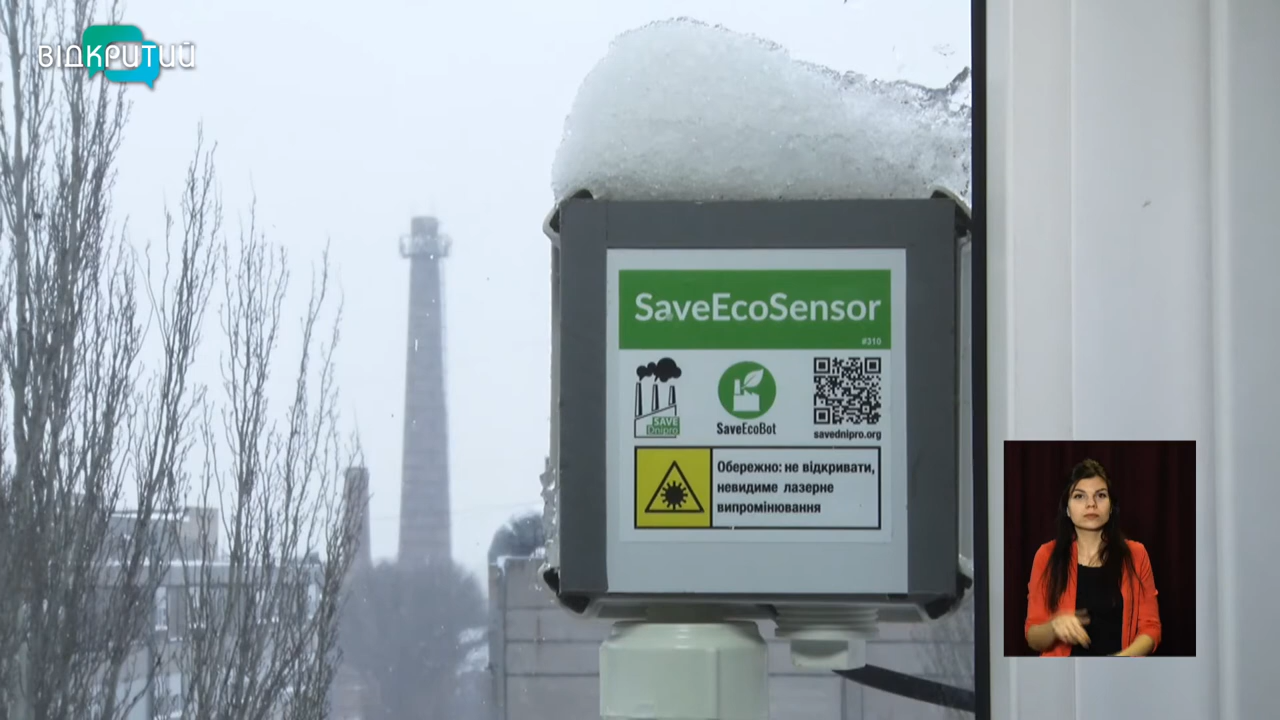 ВІДКРИТИЙ
SaveEcoSensor
#310
SAVE
Dnipro
SaveEcoBot
savednipro.org
Обережно: не відкривати,
невидиме лазерне
випромінювання